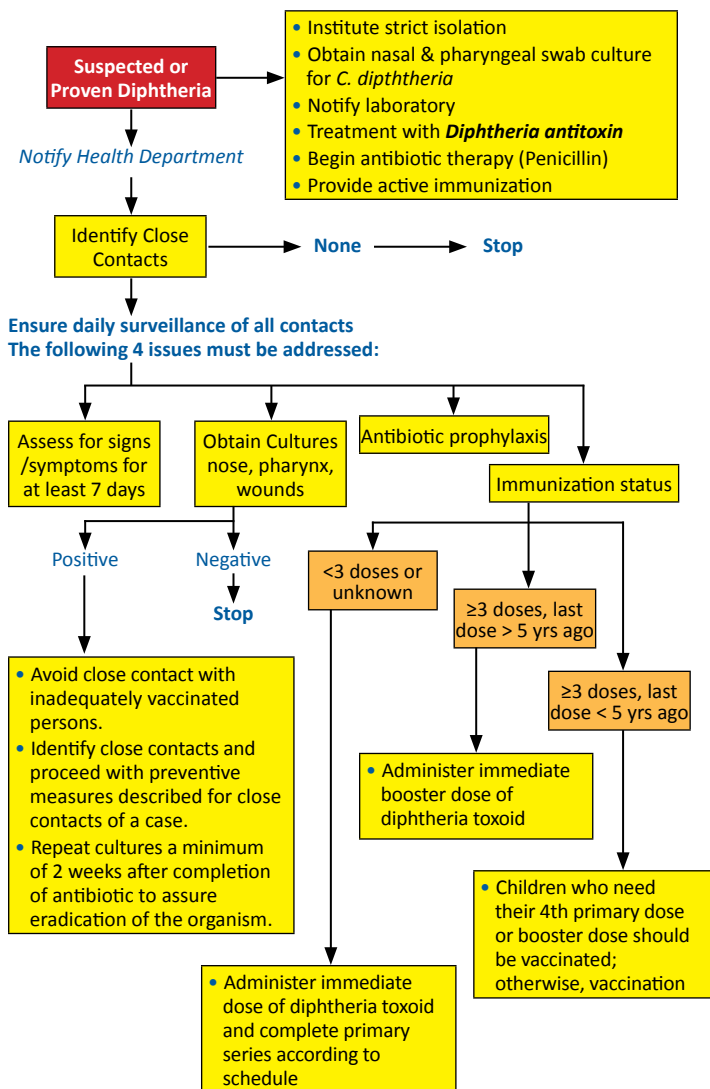 Suspected or
Proven Diphtheria
• Institute strict isolation
• Obtain nasal & pharyngeal swab culture
for C. dipththeria
• Notify laboratory
• Treatment with Diphtheria antitoxin
• Begin antibiotic therapy (Penicillin)
• Provide active immunization
Notify Health Department
Identify Close
Contacts
None
Stop
Ensure daily surveillance of all contacts
The following 4 issues must be addressed:
Assess for signs
/symptoms for
at least 7 days
Obtain Cultures
nose, pharynx,
wounds
Antibiotic prophylaxis
Immunization status
Positive
Negative
Stop
<3 doses or
unknown
≥3 doses, last
dose > 5 yrs ago
≥3 doses, last
dose < 5 yrs ago
• Avoid close contact with
inadequately vaccinated
persons.
• Identify close contacts and
proceed with preventive
measures described for close
contacts of a case.
• Repeat cultures a minimum
of 2 weeks after completion
of antibiotic to assure
eradication of the organism.
• Administer immediate
booster dose of
diphtheria toxoid
• Children who need
their 4th primary dose
or booster dose should
be vaccinated;
otherwise, vaccination
• Administer immediate
dose of diphtheria toxoid
and complete primary
series according to
schedule